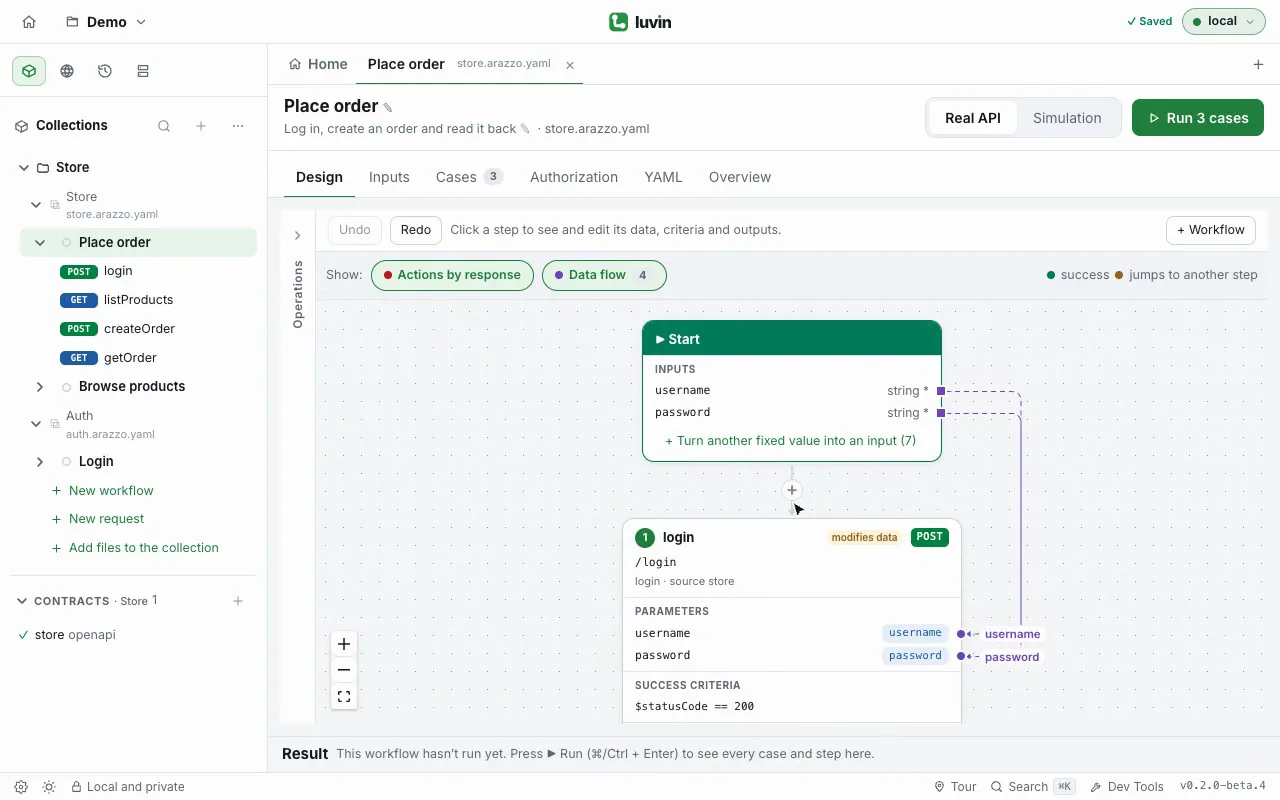 Demo
luvin
Saved
local
Home
Place order store.arazzo.yaml
Place order
Log in, create an order and read it back · store.arazzo.yaml
Real API
Simulation
Run 3 cases
Collections
Store
Store
store.arazzo.yaml
Place order
POST login
GET listProducts
POST createOrder
GET getOrder
Browse products
Auth
auth.arazzo.yaml
Login
+ New workflow
+ New request
+ Add files to the collection
CONTRACTS · Store 1
store openapi
Design
Inputs
Cases 3
Authorization
YAML
Overview
Operations
Undo
Redo
Click a step to see and edit its data, criteria and outputs.
+ Workflow
Show:
Actions by response
Data flow 4
success
jumps to another step
Start
INPUTS
username string *
password string *
+ Turn another fixed value into an input (7)
1 login modifies data POST
/login
login · source store
PARAMETERS
username username username
password password password
SUCCESS CRITERIA
$statusCode == 200
Result This workflow hasn't run yet. Press ▶ Run (⌘/Ctrl + Enter) to see every case and step here.
Local and private
Tour
Search ⌘K
Dev Tools
v0.2.0-beta.4